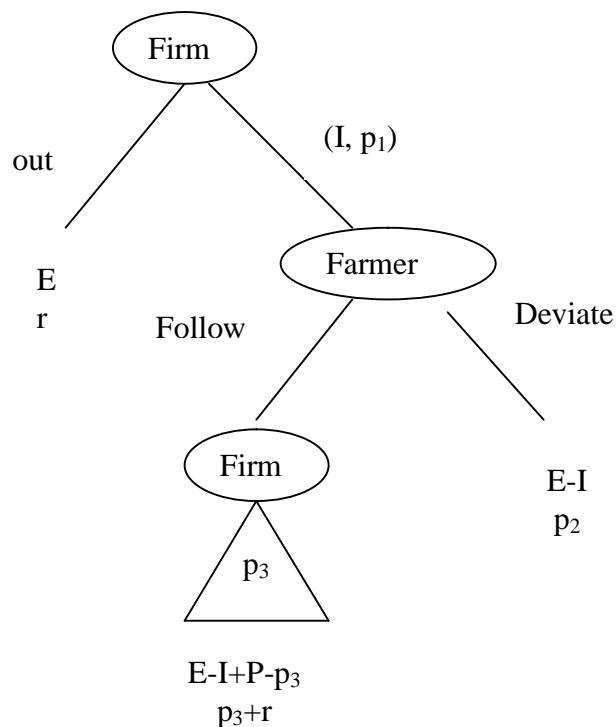 Firm
out
(I, p₁)
E
r
Farmer
Follow
Deviate
Firm
E-I
p₂
p₃
E-I+P-p₃
p₃+r